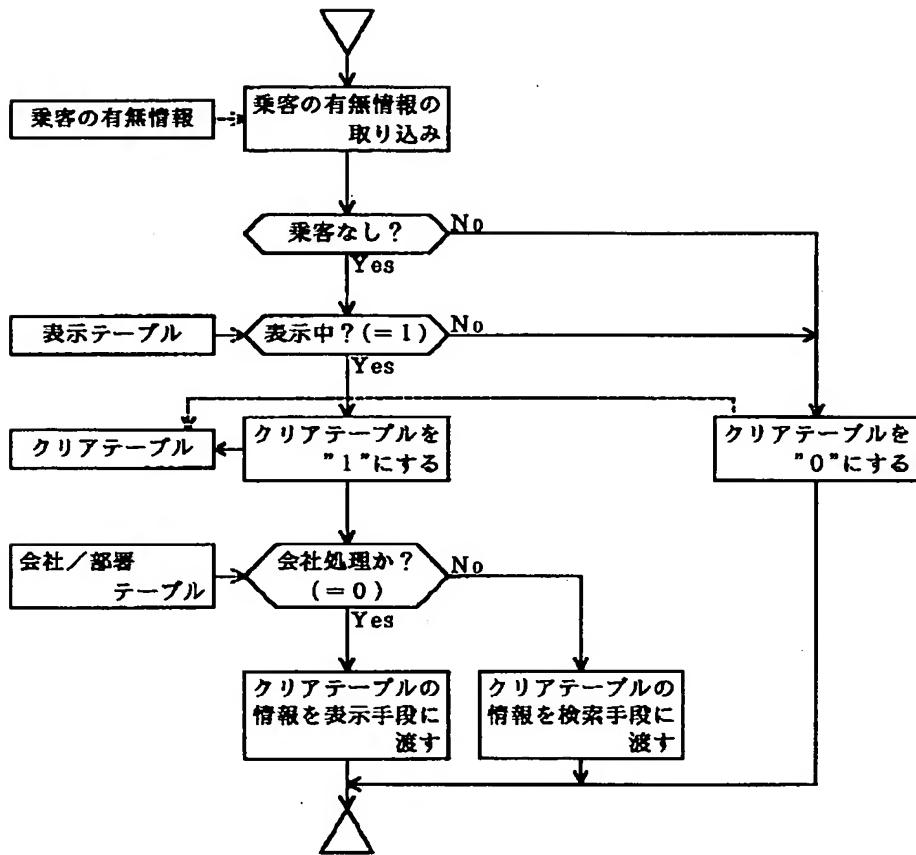 乗客の有無情報
乗客の有無情報の
取り込み
乗客なし？
No
Yes
表示テーブル
表示中？(＝1)
No
Yes
クリアテーブル
クリアテーブルを
”1”にする
クリアテーブルを
”0”にする
会社／部署
テーブル
会社処理か？
(＝0)
No
Yes
クリアテーブルの
情報を表示手段に
渡す
クリアテーブルの
情報を検索手段に
渡す